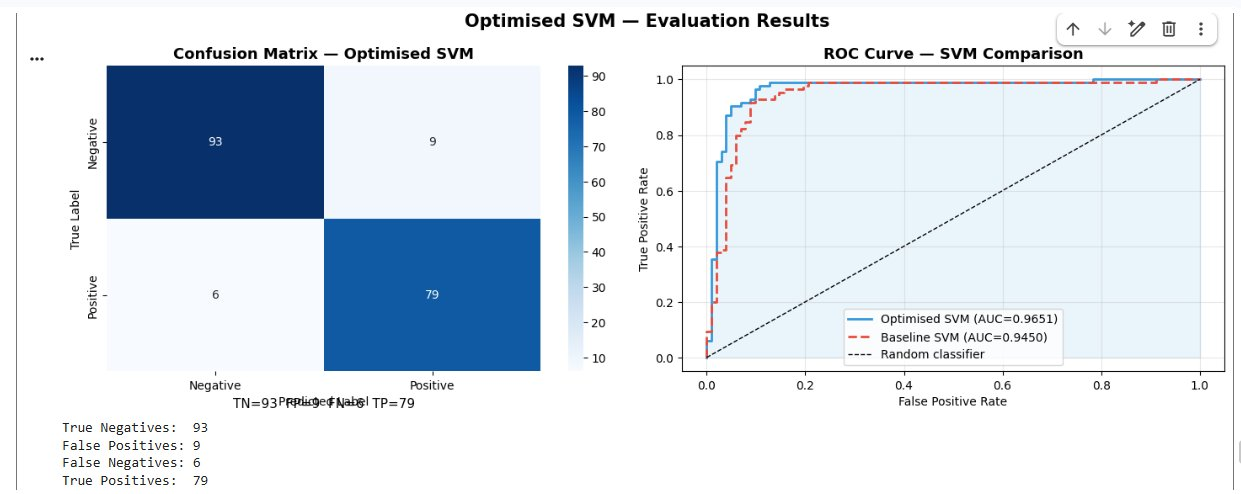 Optimised SVM — Evaluation Results
Confusion Matrix — Optimised SVM
Negative
Positive
True Label
93
9
6
79
Negative
Positive
Predicted Label
TN=93 FP=9 FN=6 TP=79
90
80
70
60
50
40
30
20
10
ROC Curve — SVM Comparison
True Positive Rate
1.0
0.8
0.6
0.4
0.2
0.0
Optimised SVM (AUC=0.9651)
Baseline SVM (AUC=0.9450)
Random classifier
0.0
0.2
0.4
0.6
0.8
1.0
False Positive Rate
True Negatives: 93
False Positives: 9
False Negatives: 6
True Positives: 79